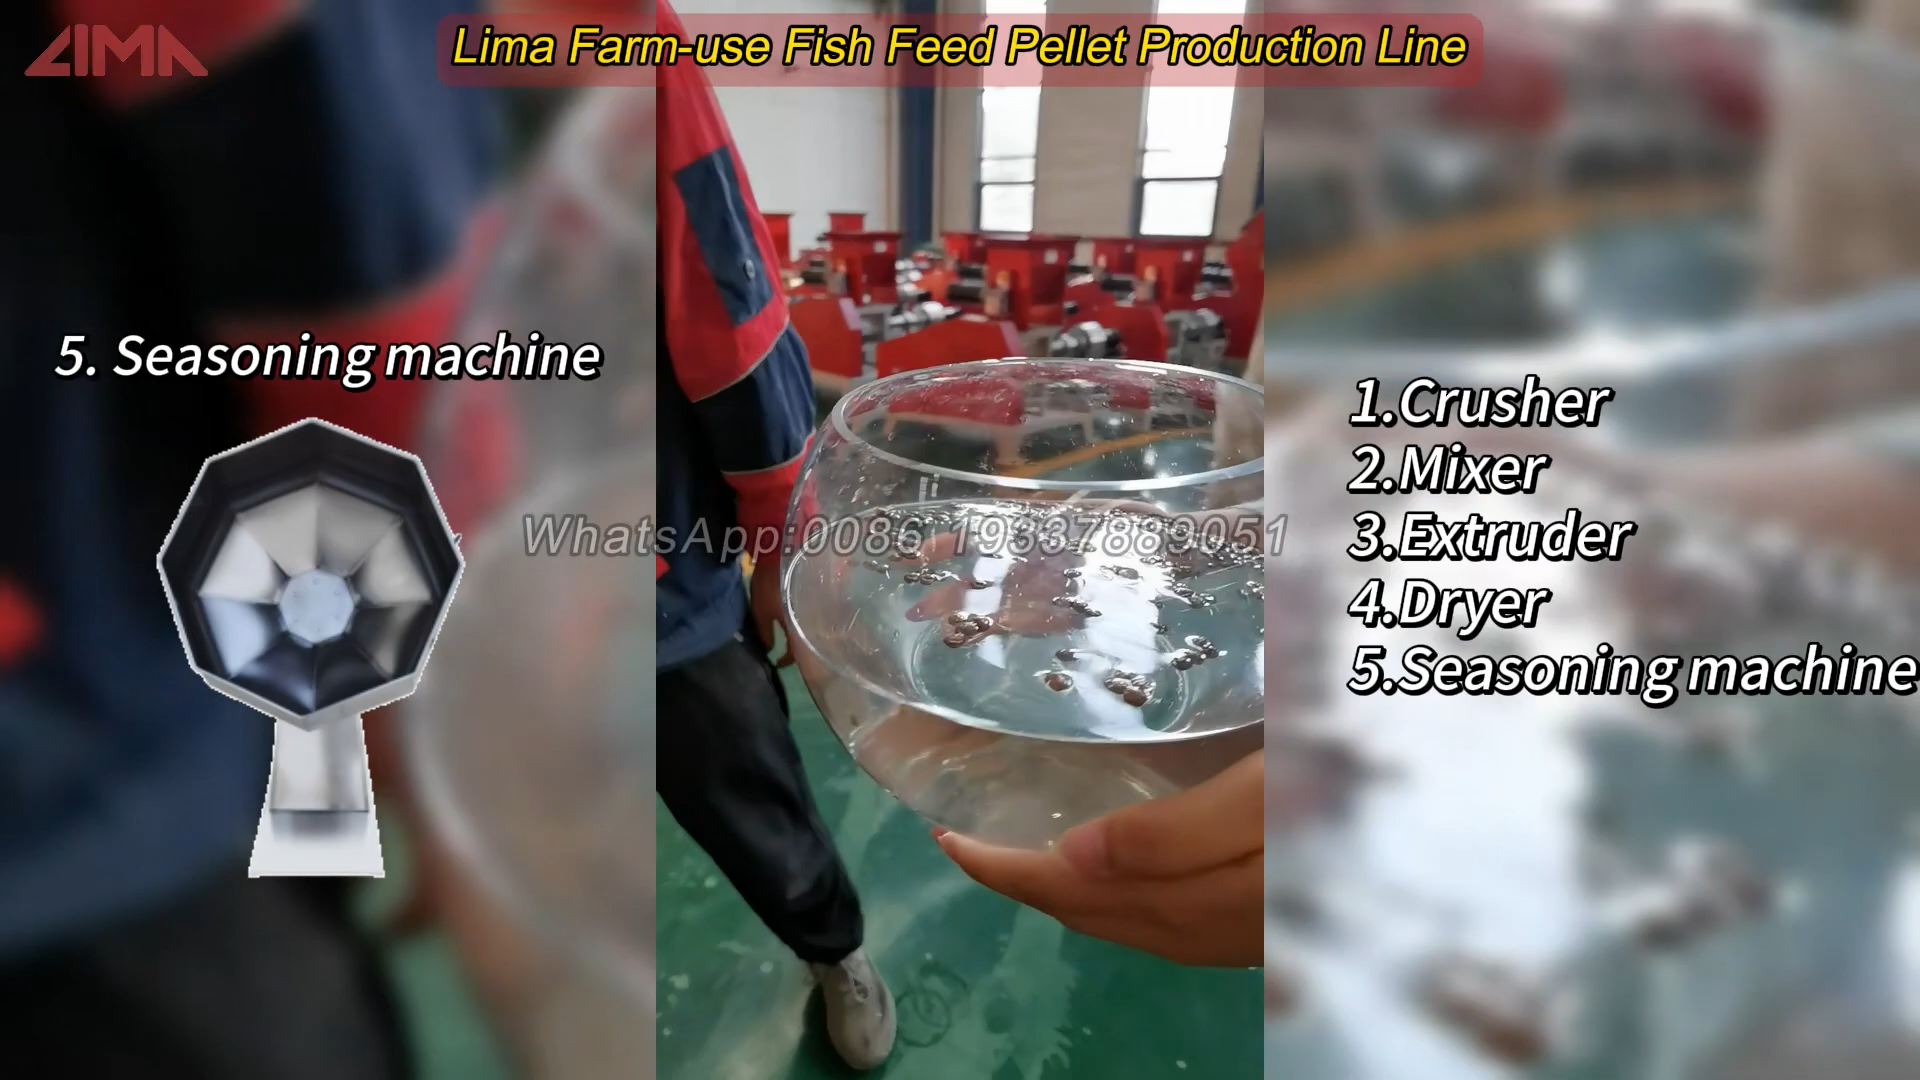 LIMA
Lima Farm-use Fish Feed Pellet Production Line
5. Seasoning machine
WhatsApp:0086 19337889051
1.Crusher
2.Mixer
3.Extruder
4.Dryer
5.Seasoning machine